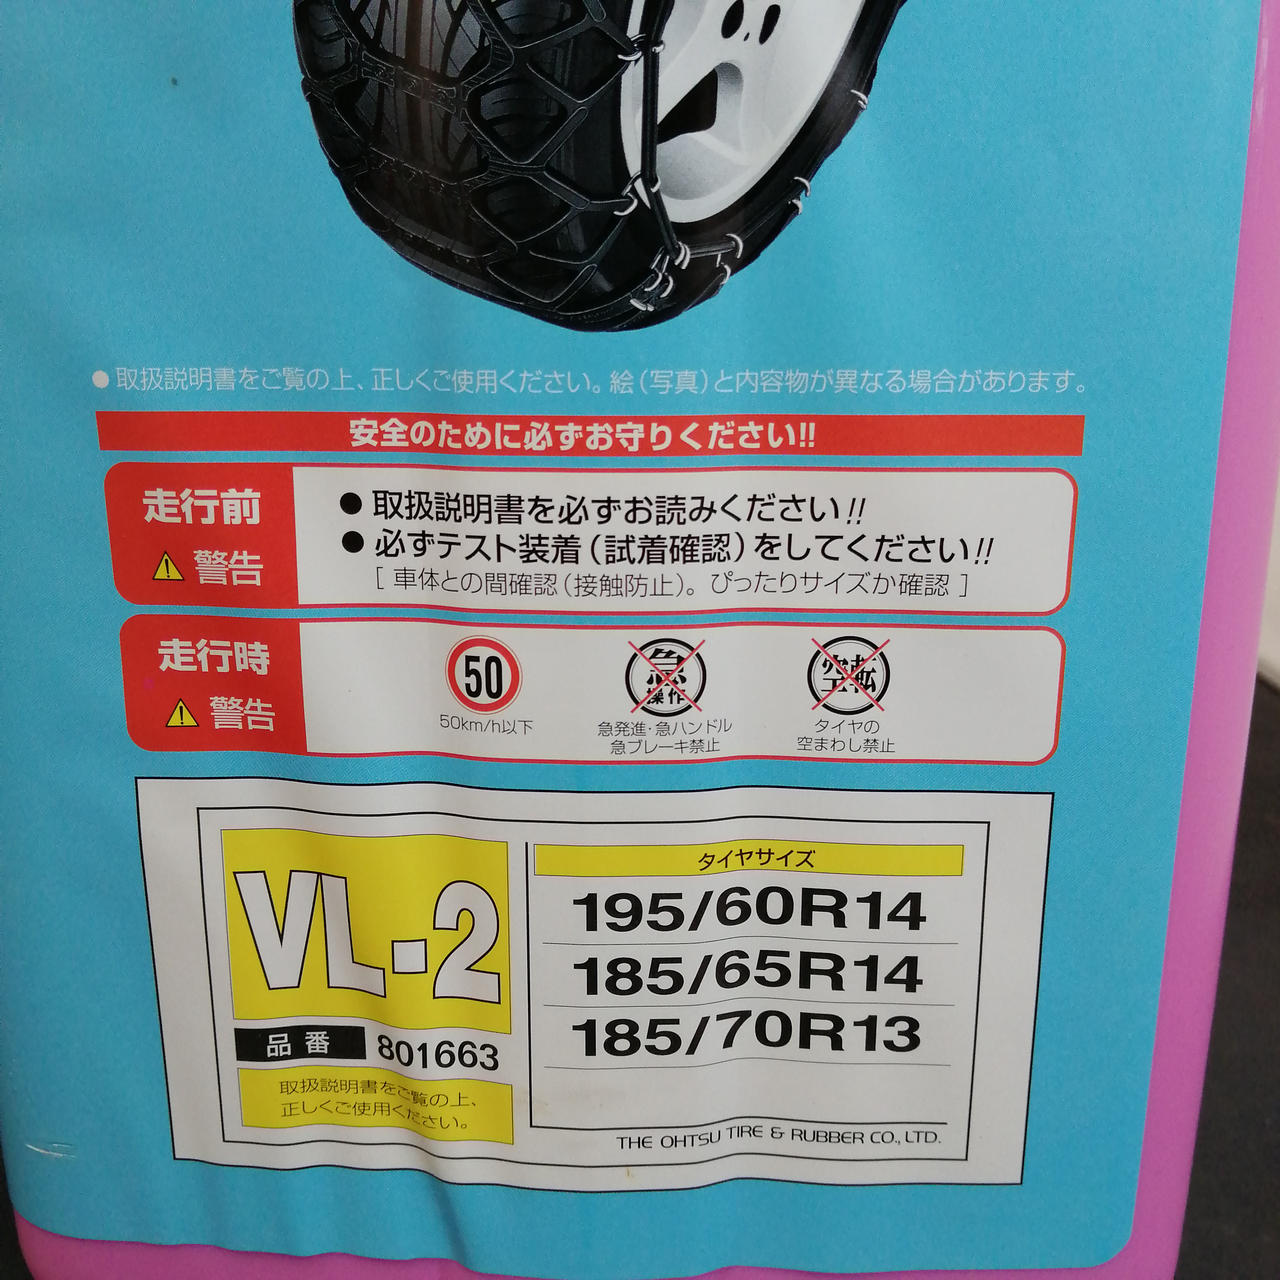 ● 取扱説明書をご覧の上、正しくご使用ください。絵(写真)と内容物が異なる場合があります。
安全のために必ずお守りください!!
走行前
警告
● 取扱説明書を必ずお読みください!!
● 必ずテスト装着(試着確認)をしてください!!
[ 車体との間確認(接触防止)。ぴったりサイズか確認 ]
走行時
警告
50
50km/h以下
急
操作
急発進・急ハンドル
急ブレーキ禁止
空転
タイヤの
空まわし禁止
VL-2
品番 801663
取扱説明書をご覧の上、
正しくご使用ください。
タイヤサイズ
195/60R14
185/65R14
185/70R13
THE OHTSU TIRE & RUBBER CO., LTD.